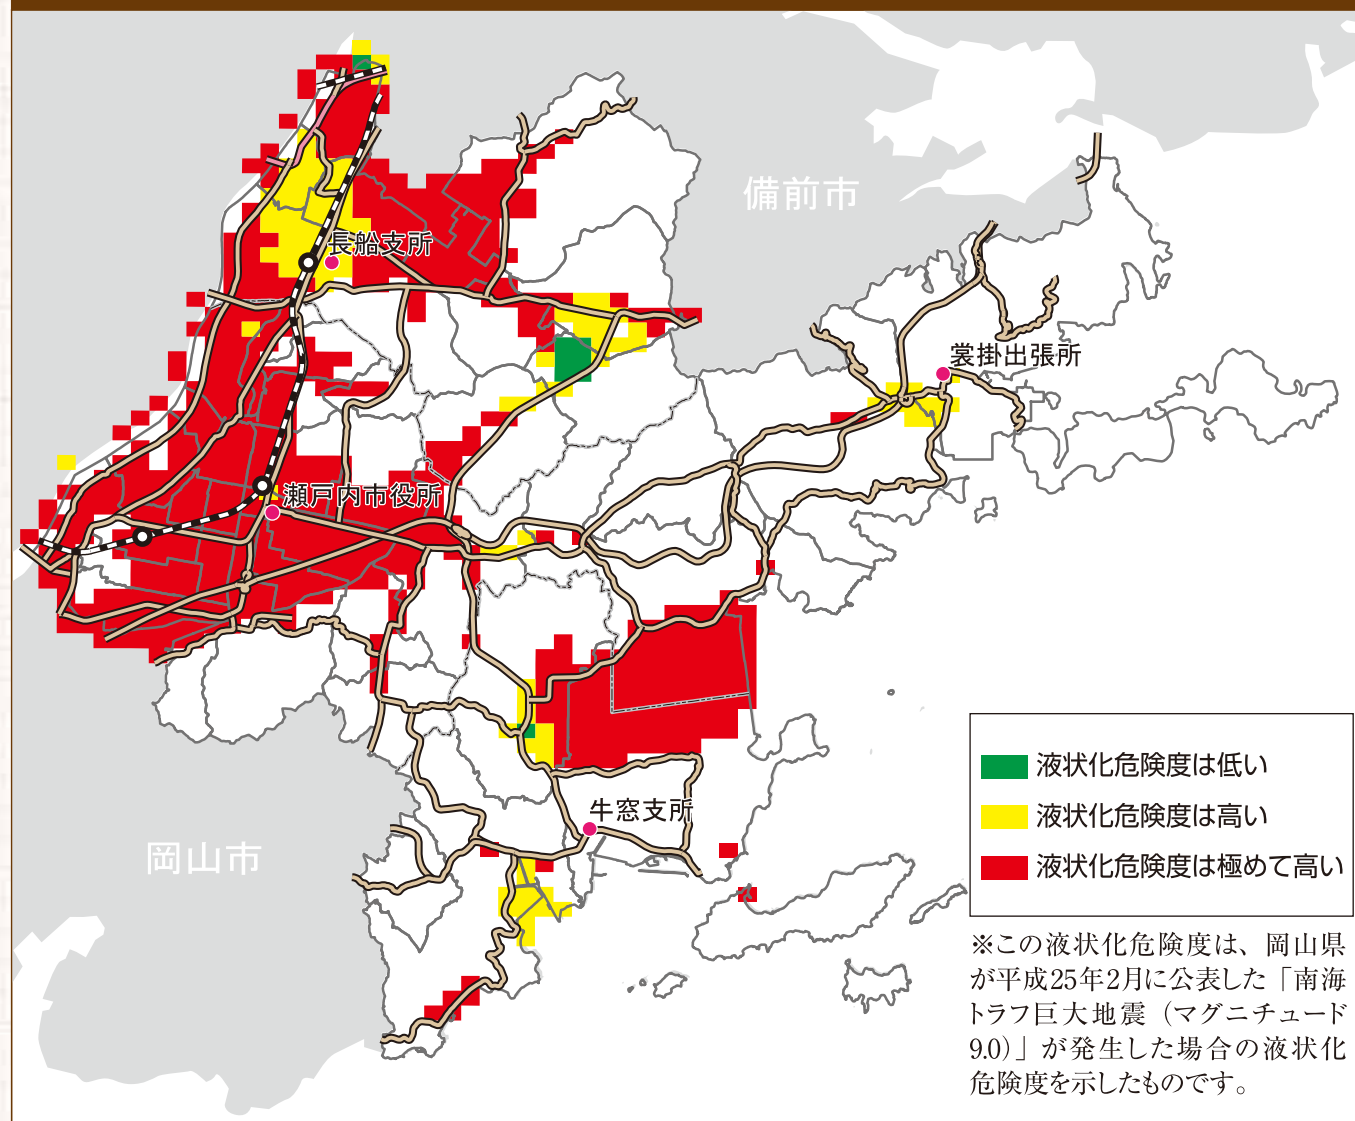 備前市
長船支所
裳掛出張所
瀬戸内市役所
牛窓支所
岡山市
液状化危険度は低い
液状化危険度は高い
液状化危険度は極めて高い
※この液状化危険度は、岡山県
が平成25年2月に公表した「南海
トラフ巨大地震（マグニチュード
9.0）」が発生した場合の液状化
危険度を示したものです。